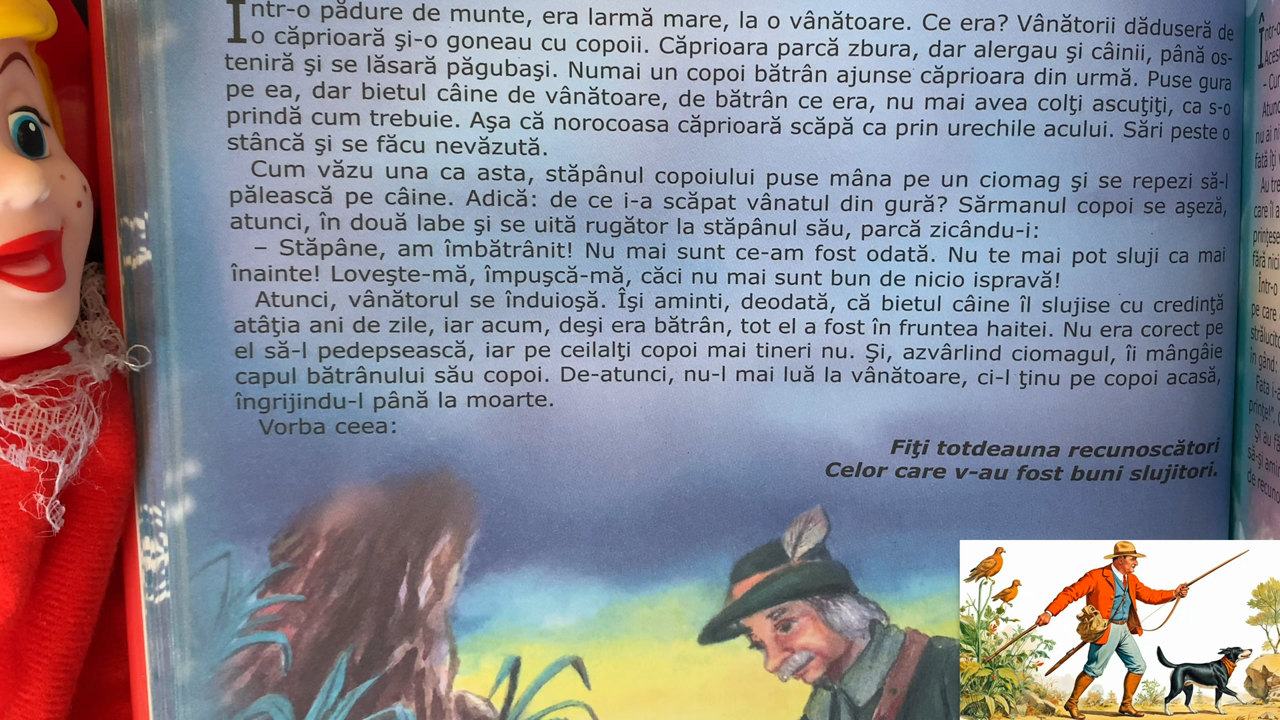 Într-o pădure de munte, era larmă mare, la o vânătoare. Ce era? Vânătorii dăduseră de
o căprioară şi-o goneau cu copoii. Căprioara parcă zbura, dar alergau şi câinii, până os-
teniră şi se lăsară păgubaşi. Numai un copoi bătrân ajunse căprioara din urmă. Puse gura
pe ea, dar bietul câine de vânătoare, de bătrân ce era, nu mai avea colţi ascuţiţi, ca s-o
prindă cum trebuie. Aşa că norocoasa căprioară scăpă ca prin urechile acului. Sări peste o
stâncă şi se făcu nevăzută.
Cum văzu una ca asta, stăpânul copoiului puse mâna pe un ciomag şi se repezi să-l
pălească pe câine. Adică: de ce i-a scăpat vânatul din gură? Sărmanul copoi se aşeză,
atunci, în două labe şi se uită rugător la stăpânul său, parcă zicându-i:
– Stăpâne, am îmbătrânit! Nu mai sunt ce-am fost odată. Nu te mai pot sluji ca mai
înainte! Loveşte-mă, împuşcă-mă, căci nu mai sunt bun de nicio ispravă!
Atunci, vânătorul se înduioşă. Îşi aminti, deodată, că bietul câine îl slujise cu credinţă
atâţia ani de zile, iar acum, deşi era bătrân, tot el a fost în fruntea haitei. Nu era corect pe
el să-l pedepsească, iar pe ceilalţi copoi mai tineri nu. Şi, azvârlind ciomagul, îi mângâie
capul bătrânului său copoi. De-atunci, nu-l mai luă la vânătoare, ci-l ţinu pe copoi acasă,
îngrijindu-l până la moarte.
Vorba ceea:
Fiţi totdeauna recunoscători
Celor care v-au fost buni slujitori.